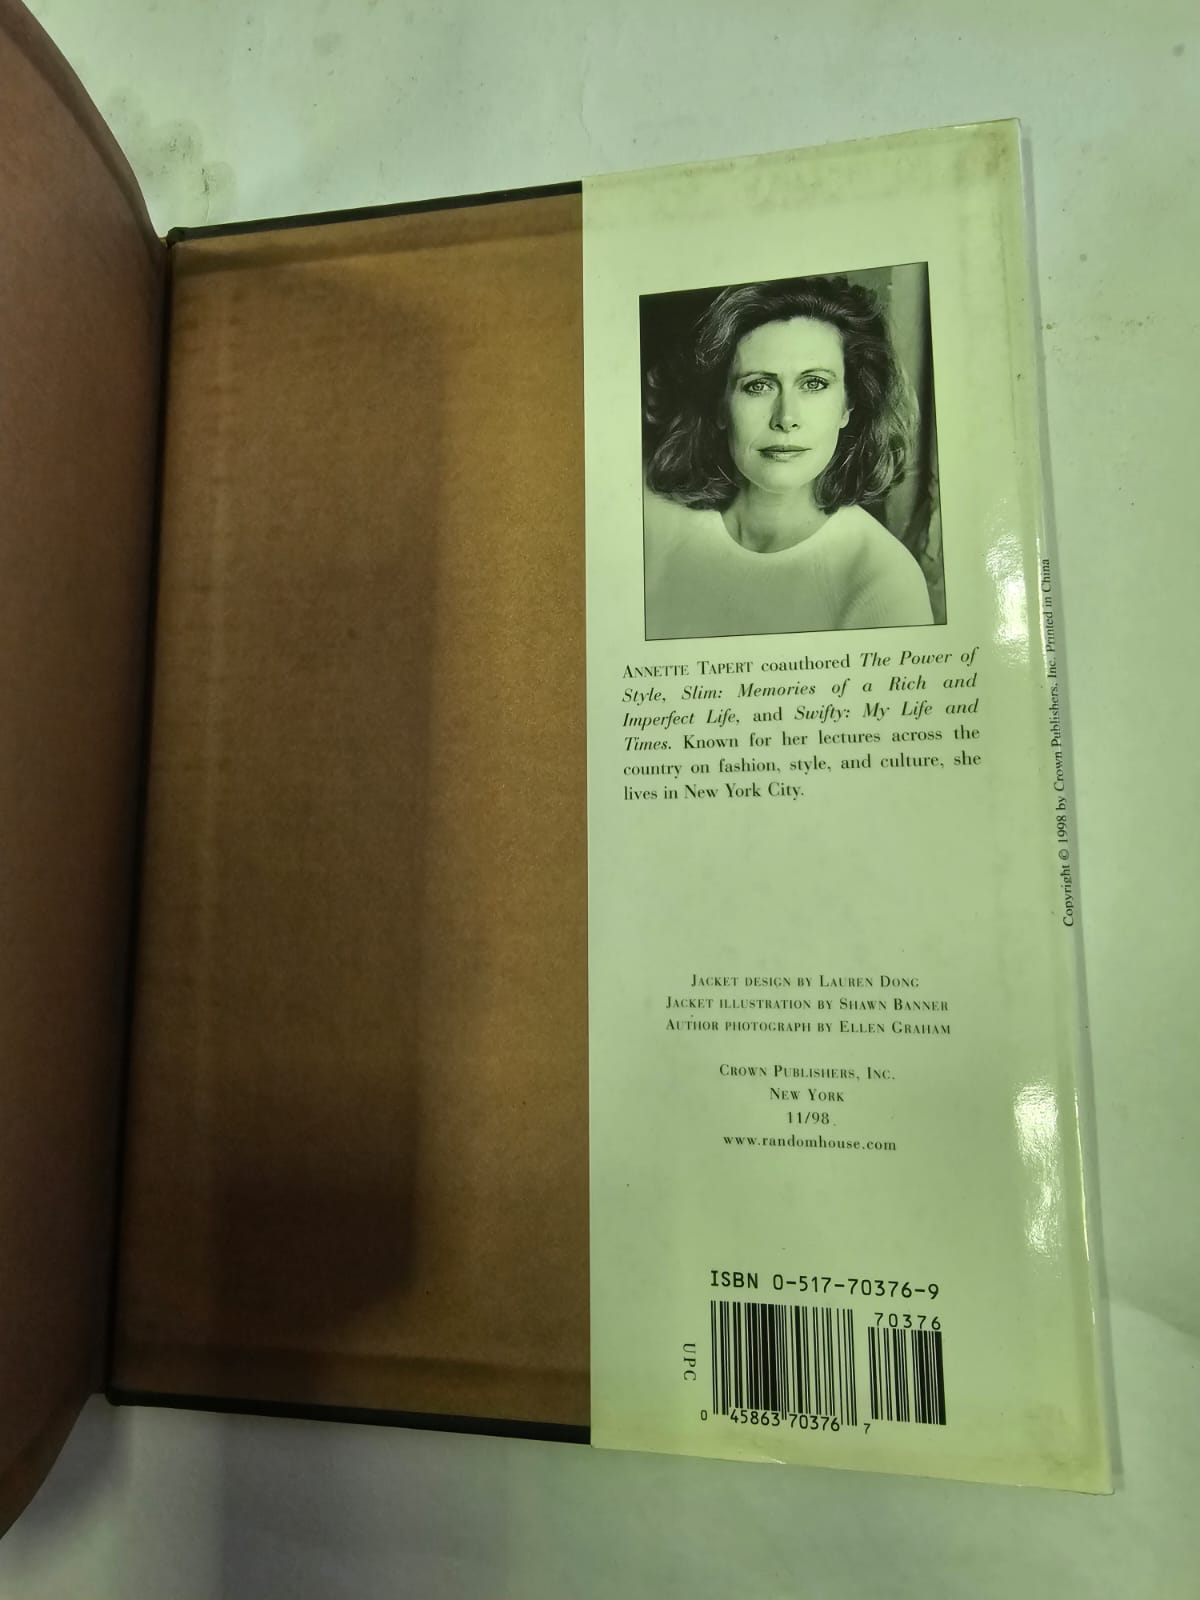 ANNETTE TAPERT coauthored The Power of
Style, Slim: Memories of a Rich and
Imperfect Life, and Swifty: My Life and
Times. Known for her lectures across the
country on fashion, style, and culture, she
lives in New York City.
JACKET DESIGN BY LAUREN DONG
JACKET ILLUSTRATION BY SHAWN BANNER
AUTHOR PHOTOGRAPH BY ELLEN GRAHAM
CROWN PUBLISHERS, INC.
NEW YORK
11/98
www.randomhouse.com
ISBN 0-517-70376-9
70376
UPC
0 45863 70376 7
Copyright © 1998 by Crown Publishers, Inc. Printed in China